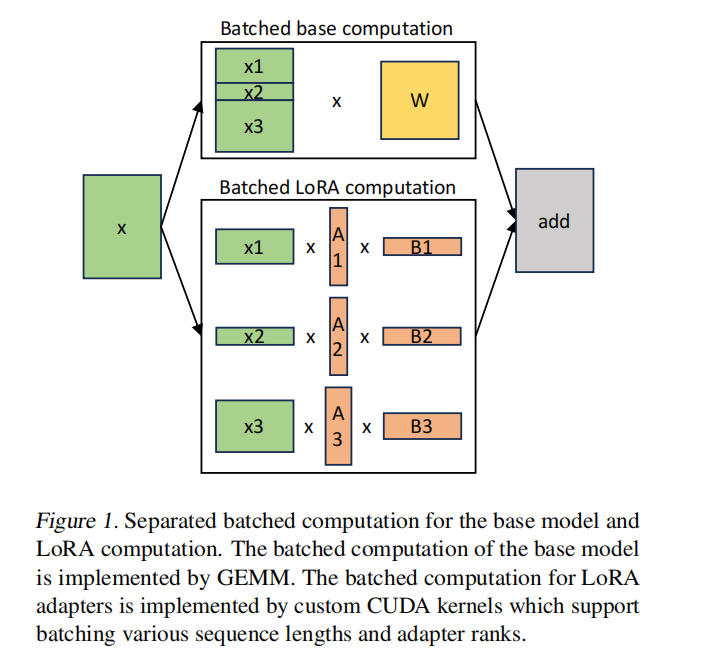 Batched base computation
x1
x2
x3
x
W
x
Batched LoRA computation
x1 x A1 x B1
x2 x A2 x B2
x3 x A3 x B3
add
Figure 1. Separated batched computation for the base model and
LoRA computation. The batched computation of the base model
is implemented by GEMM. The batched computation for LoRA
adapters is implemented by custom CUDA kernels which support
batching various sequence lengths and adapter ranks.